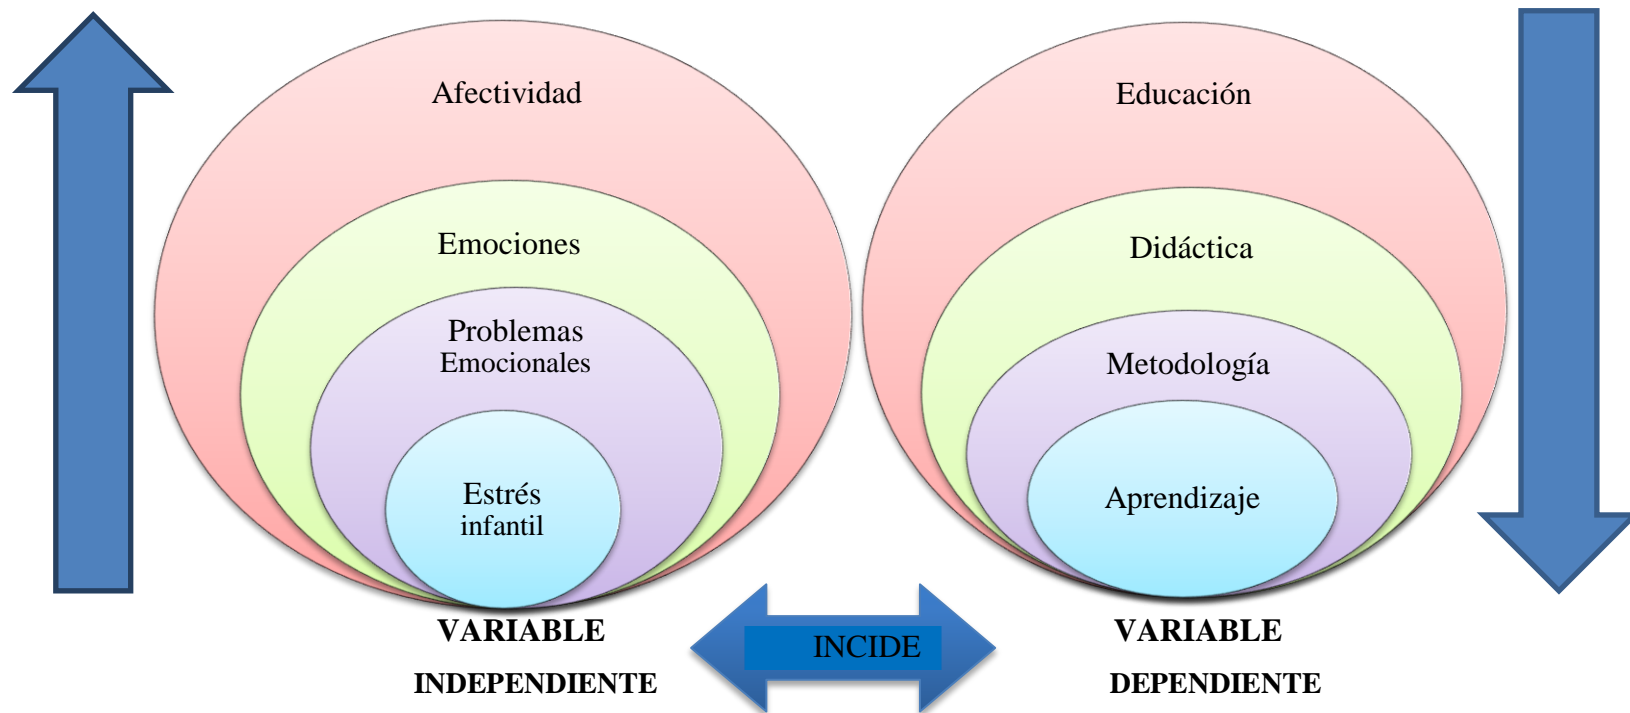 Afectividad
Emociones
Problemas
Emocionales
Estrés
infantil
VARIABLE
INDEPENDIENTE
INCIDE
Educación
Didáctica
Metodología
Aprendizaje
VARIABLE
DEPENDIENTE